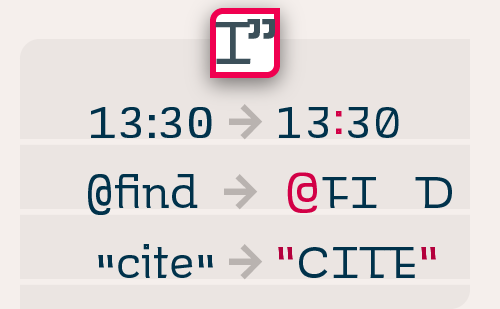 I”
13:30 → 13:30
@find → @FI D
"cite" → "CITE"